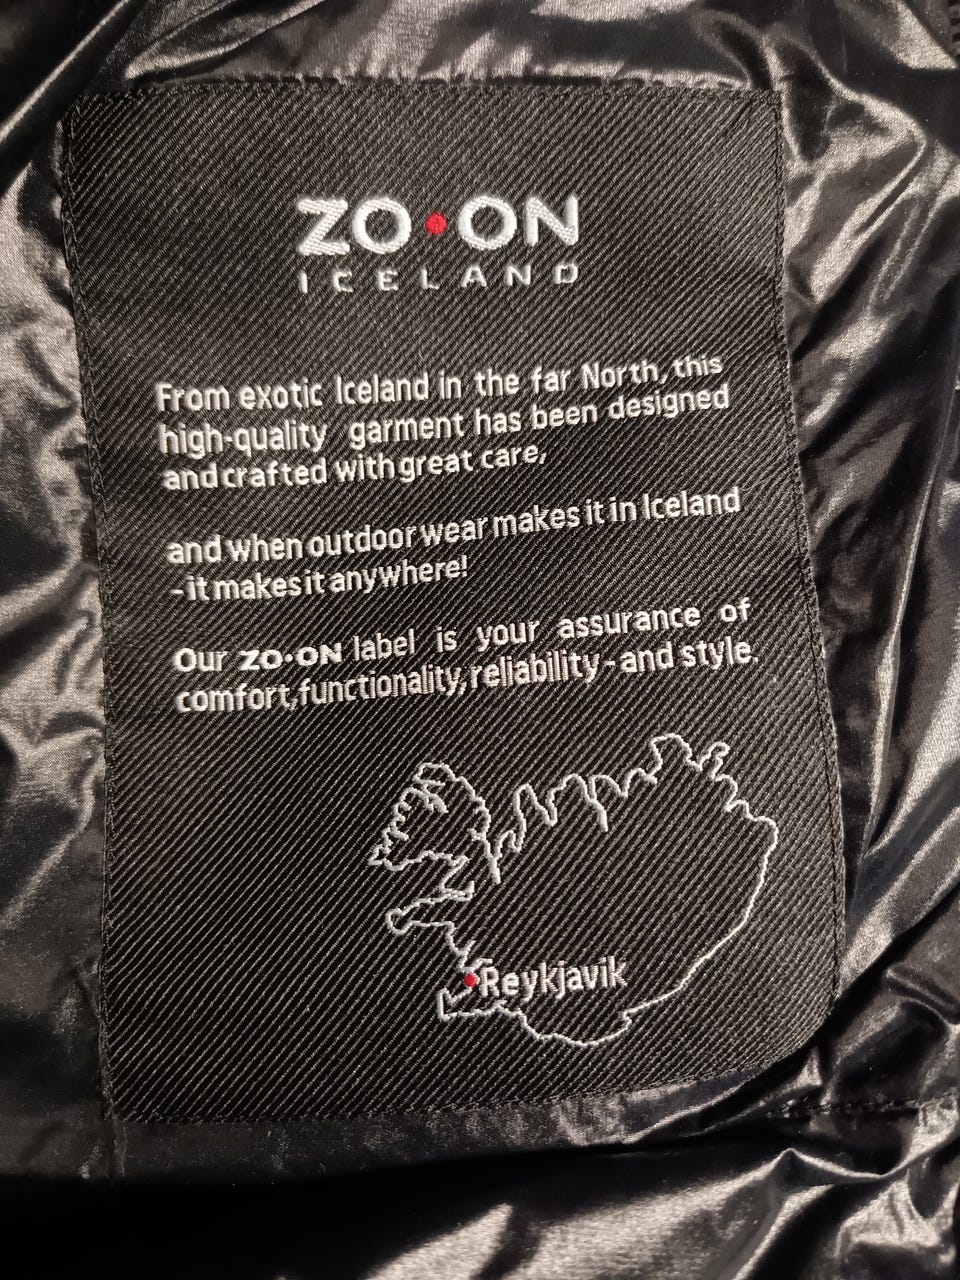 ZO•ON
ICELAND
From exotic Iceland in the far North, this
high-quality garment has been designed
and crafted with great care,
and when outdoor wear makes it in Iceland
- it makes it anywhere!
Our ZO•ON label is your assurance of
comfort, functionality, reliability - and style.
Reykjavik